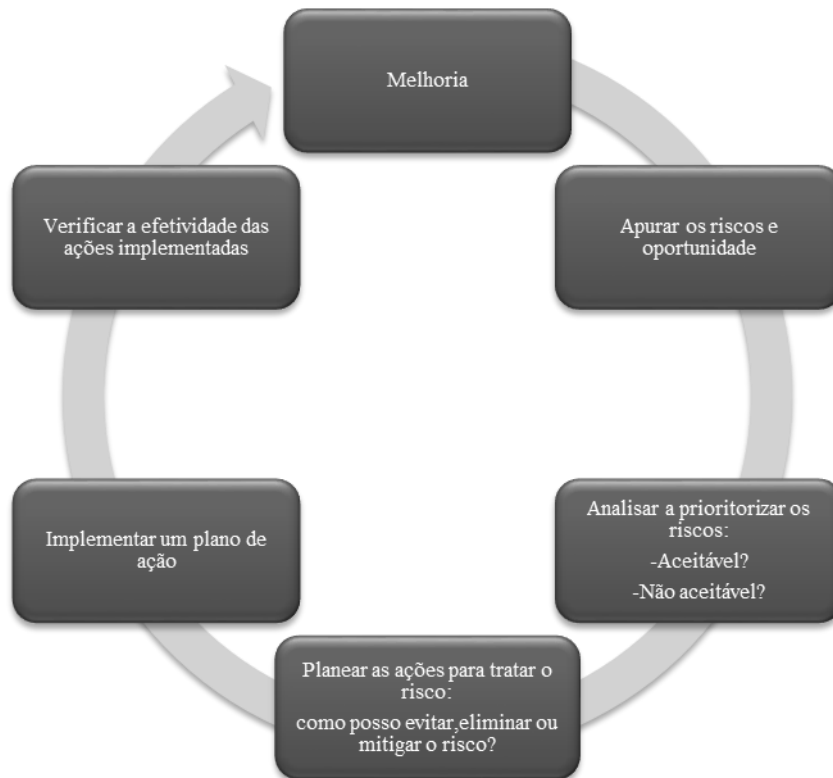 Melhoria
Apurar os riscos e
oportunidade
Analisar a prioritorizar os
riscos:
-Aceitável?
-Não aceitável?
Planear as ações para tratar o
risco:
como posso evitar,eliminar ou
mitigar o risco?
Implementar um plano de
ação
Verificar a efetividade das
ações implementadas